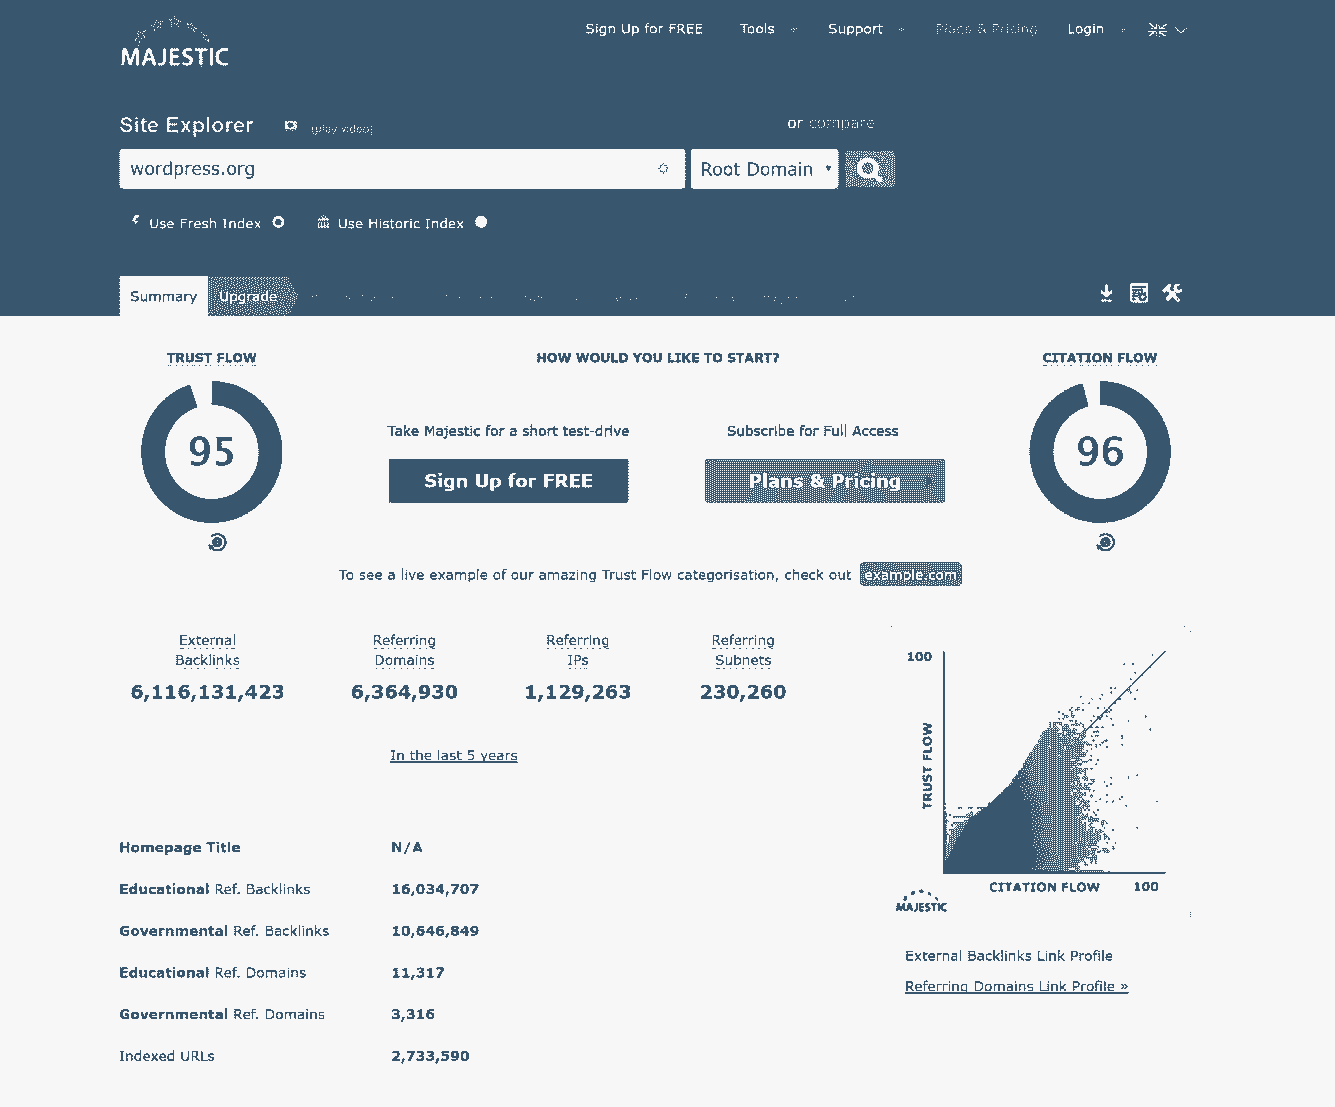 MAJESTIC
Sign Up for FREE Tools Support Plans & Pricing Login
Site Explorer [play video] or compare
wordpress.org Root Domain
Use Fresh Index Use Historic Index
Summary Upgrade
TRUST FLOW HOW WOULD YOU LIKE TO START? CITATION FLOW
Take Majestic for a short test-drive Subscribe for Full Access
95 Sign Up for FREE Plans & Pricing 96
To see a live example of our amazing Trust Flow categorisation, check out example.com
External Backlinks Referring Domains Referring IPs Referring Subnets
6,116,131,423 6,364,930 1,129,263 230,260
In the last 5 years
100
TRUST FLOW
CITATION FLOW 100
MAJESTIC
Homepage Title N/A
Educational Ref. Backlinks 16,034,707
Governmental Ref. Backlinks 10,646,849
Educational Ref. Domains 11,317
Governmental Ref. Domains 3,316
Indexed URLs 2,733,590
External Backlinks Link Profile
Referring Domains Link Profile »